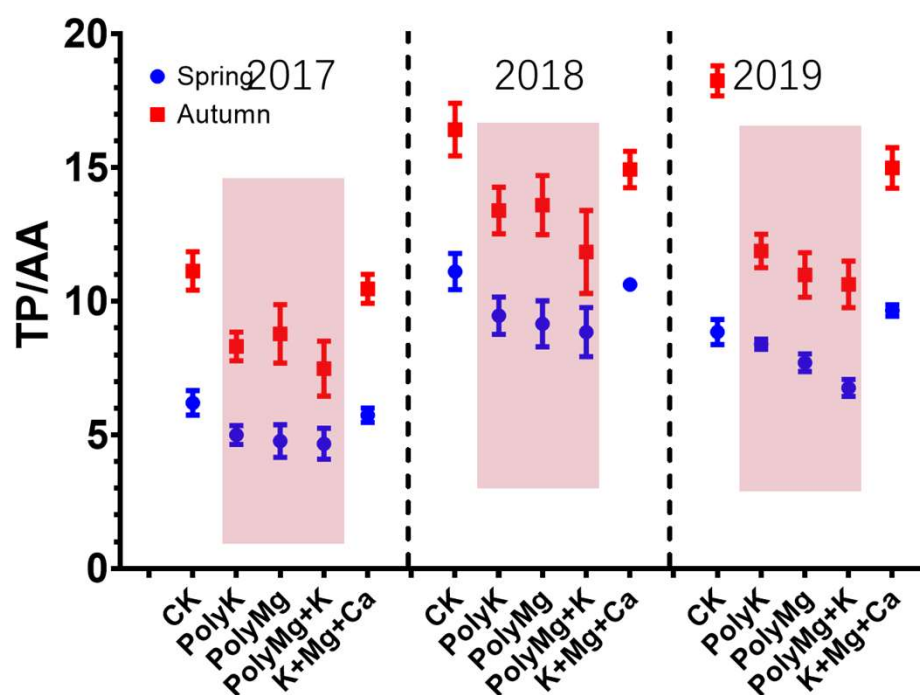 TP/AA
20
15
10
5
0
Spring
Autumn
2017
2018
2019
CK
PolyK
PolyMg
PolyMg+K
K+Mg+Ca
CK
PolyK
PolyMg
PolyMg+K
K+Mg+Ca
CK
PolyK
PolyMg
PolyMg+K
K+Mg+Ca